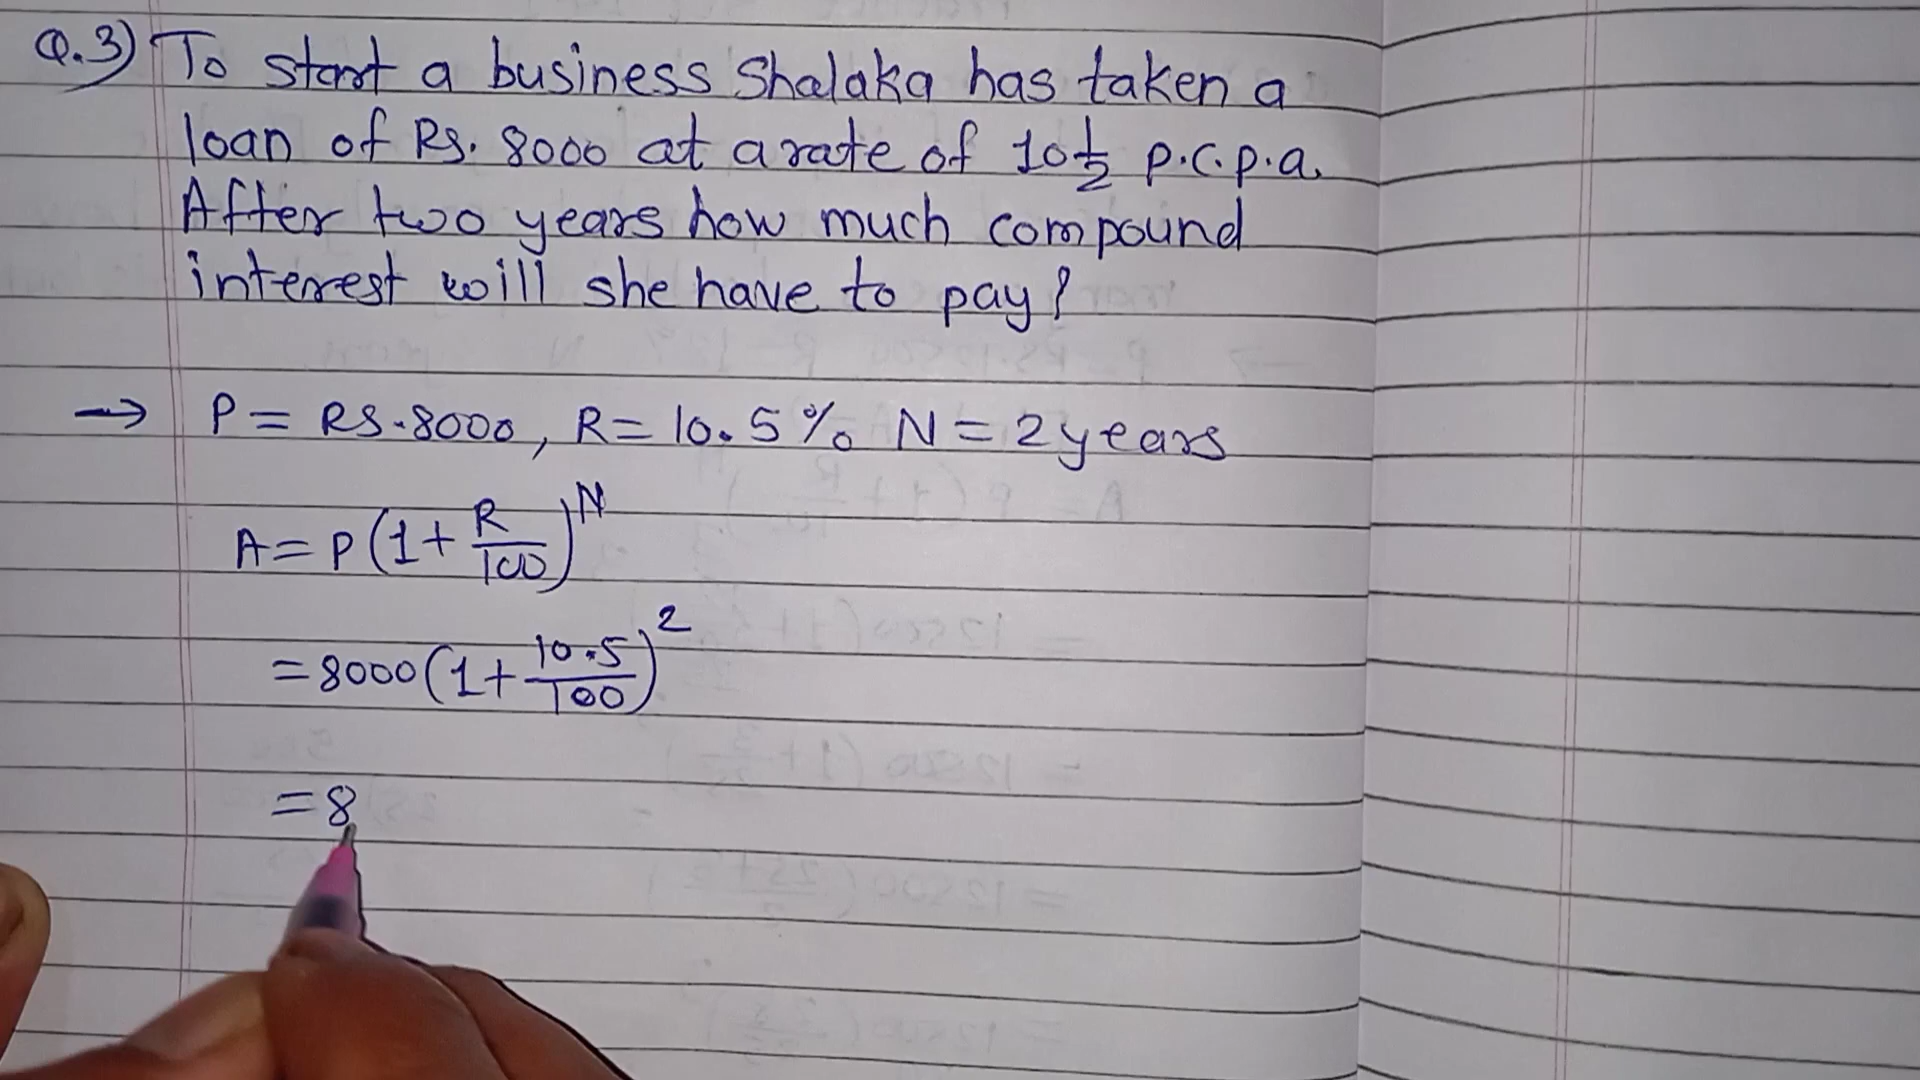 Q.3) To start a business Shalaka has taken a
loan of Rs. 8000 at a rate of 10 1/2 p.c.p.a.
After two years how much compound
interest will she have to pay?
→ P = RS.8000, R = 10.5% N = 2 years
A = P(1 + R/100)^N
= 8000(1 + 10.5/100)^2
= 8